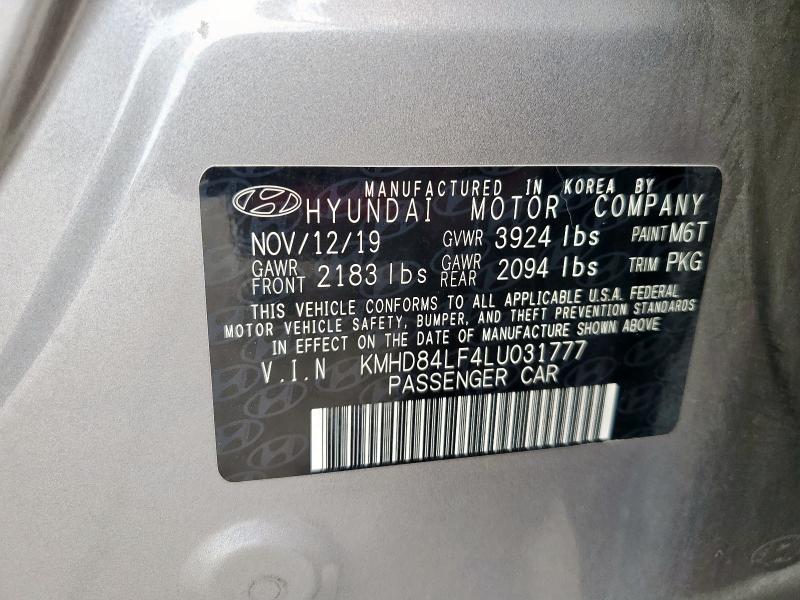 MANUFACTURED IN KOREA BY
HYUNDAI MOTOR COMPANY
NOV/12/19 GVWR 3924 lbs PAINT M6T
GAWR FRONT 2183 lbs GAWR REAR 2094 lbs TRIM PKG
THIS VEHICLE CONFORMS TO ALL APPLICABLE U.S.A. FEDERAL
MOTOR VEHICLE SAFETY, BUMPER, AND THEFT PREVENTION STANDARDS
IN EFFECT ON THE DATE OF MANUFACTURE SHOWN ABOVE
V.I.N KMHD84LF4LU031777
PASSENGER CAR